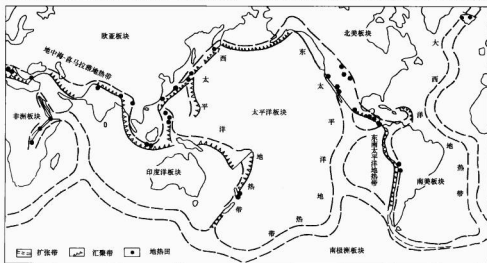 欧亚板块
北美板块
大西洋地热带
地中海-喜马拉雅地热带
西太平洋地热带
东太平洋地热带
太平洋板块
非洲板块
0
印度洋板块
东南太平洋地热带
南美板块
南极洲板块
扩张带
汇聚带
地热田